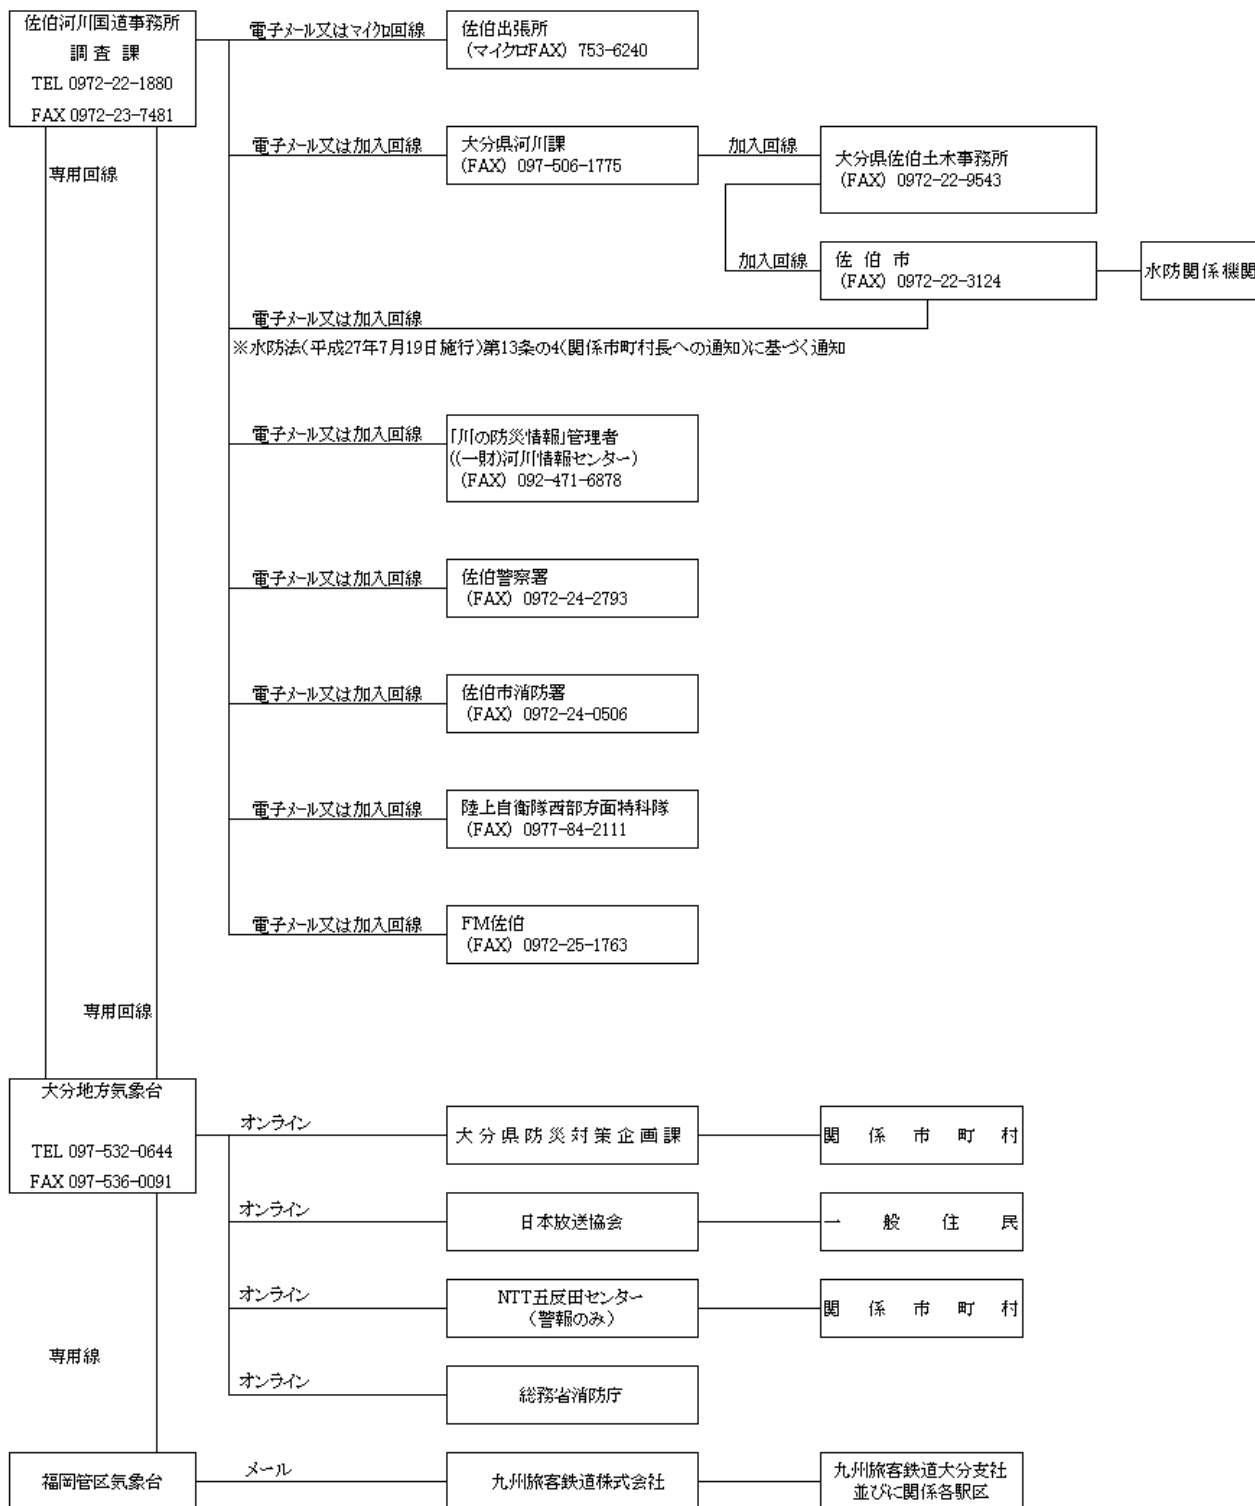 佐伯河川国道事務所
調 査 課
TEL 0972-22-1880
FAX 0972-23-7481
電子メール又はマイクロ回線
佐伯出張所
(マイクロFAX) 753-6240
専用回線
電子メール又は加入回線
大分県河川課
(FAX) 097-506-1775
加入回線
大分県佐伯土木事務所
(FAX) 0972-22-9543
加入回線
佐 伯 市
(FAX) 0972-22-3124
水防関係機関
電子メール又は加入回線
※水防法(平成27年7月19日施行)第13条の4(関係市町村長への通知)に基づく通知
電子メール又は加入回線
「川の防災情報」管理者
((一財)河川情報センター)
(FAX) 092-471-6878
電子メール又は加入回線
佐伯警察署
(FAX) 0972-24-2793
電子メール又は加入回線
佐伯市消防署
(FAX) 0972-24-0506
電子メール又は加入回線
陸上自衛隊西部方面特科隊
(FAX) 0977-84-2111
電子メール又は加入回線
FM佐伯
(FAX) 0972-25-1763
専用回線
大分地方気象台
TEL 097-532-0644
FAX 097-536-0091
オンライン
大分県防災対策企画課
関 係 市 町 村
オンライン
日本放送協会
一 般 住 民
オンライン
NTT五反田センター
(警報のみ)
関 係 市 町 村
専用線
オンライン
総務省消防庁
福岡管区気象台
メール
九州旅客鉄道株式会社
九州旅客鉄道大分支社
並びに関係各駅区